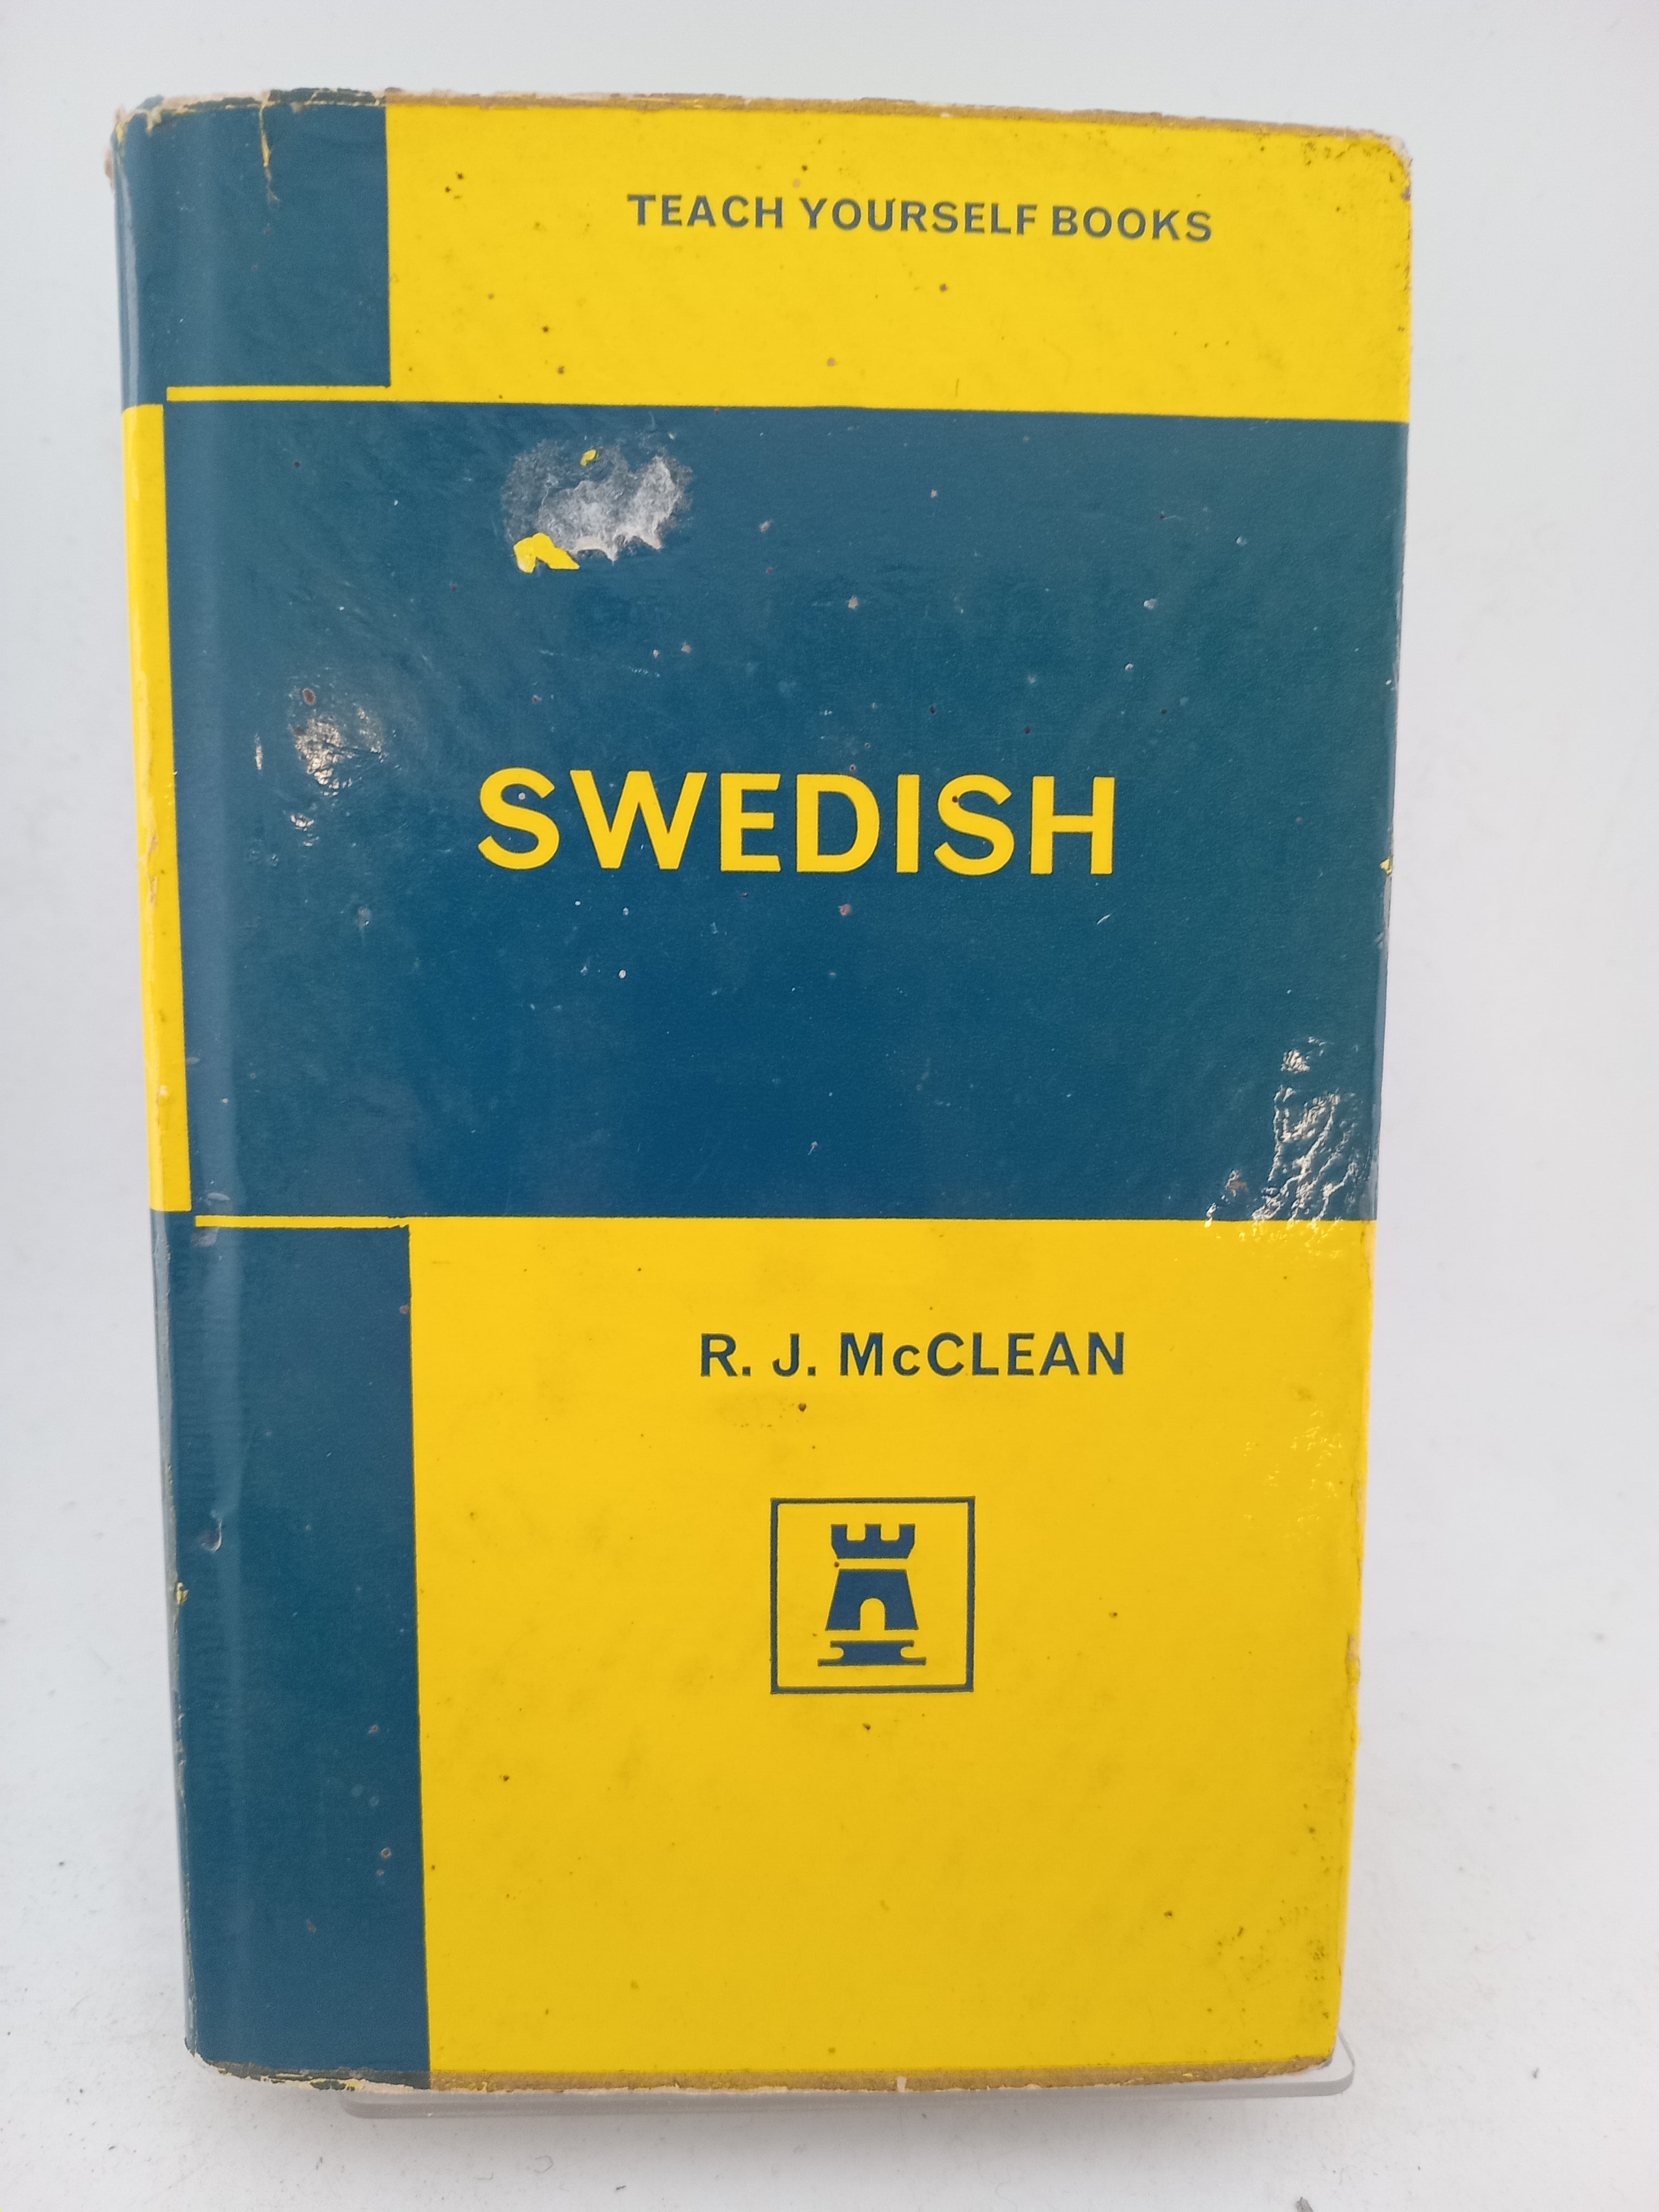 TEACH YOURSELF BOOKS
SWEDISH
R. J. McCLEAN